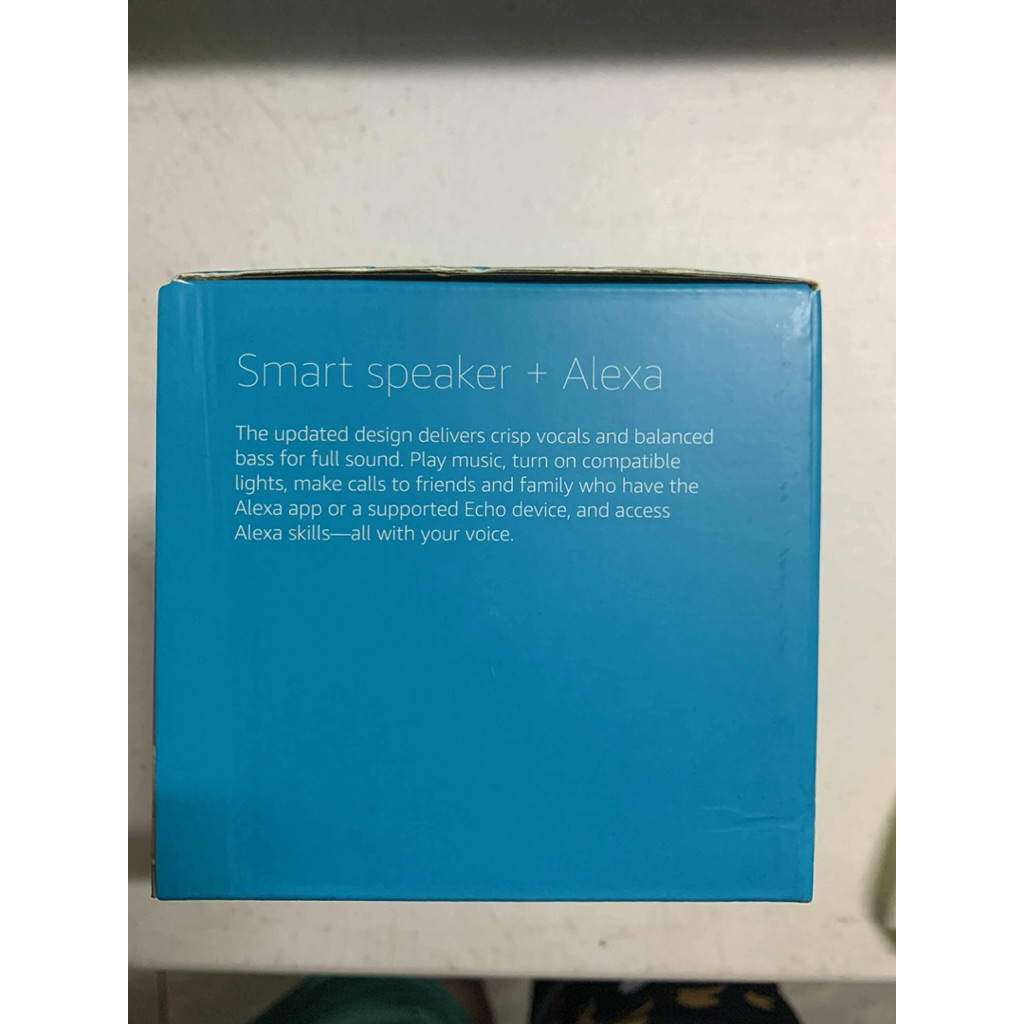 Smart speaker + Alexa
The updated design delivers crisp vocals and balanced
bass for full sound. Play music, turn on compatible
lights, make calls to friends and family who have the
Alexa app or a supported Echo device, and access
Alexa skills—all with your voice.